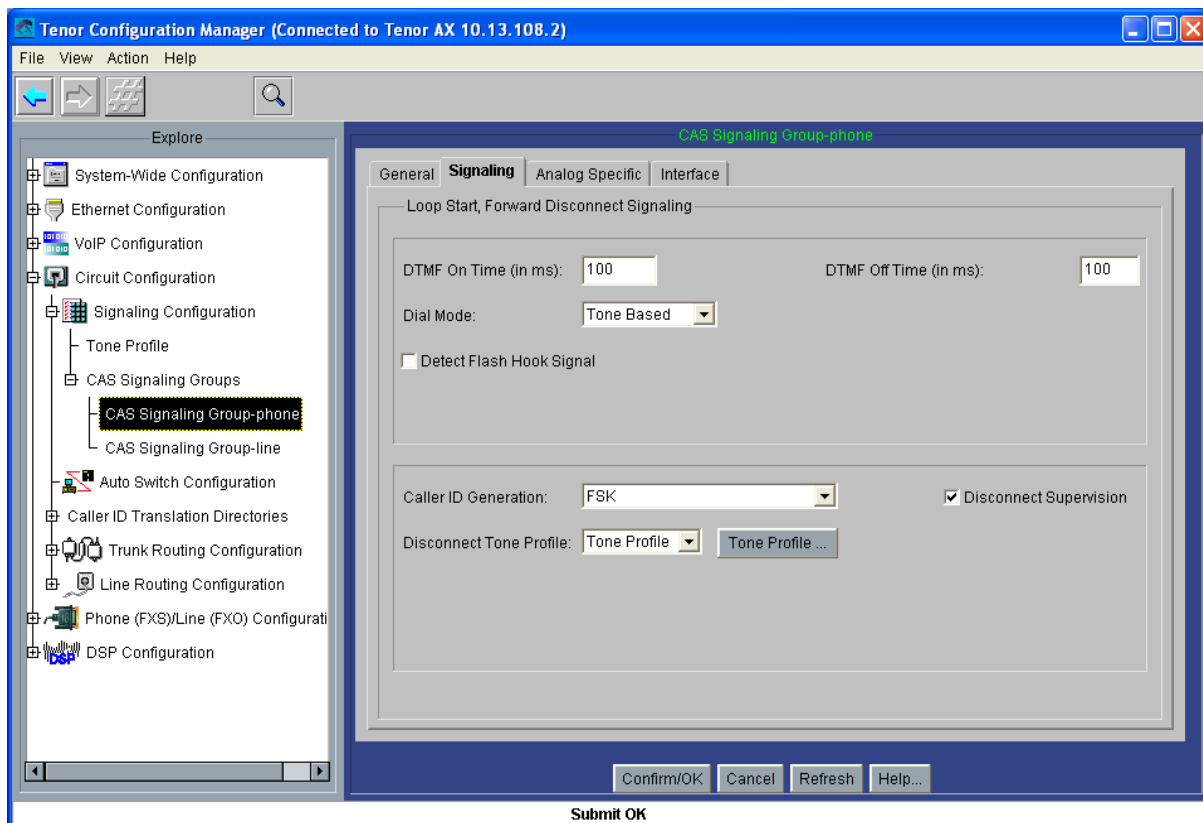 Tenor Configuration Manager (Connected to Tenor AX 10.13.108.2)
File View Action Help
Explore
System-Wide Configuration
Ethernet Configuration
VoIP Configuration
Circuit Configuration
Signaling Configuration
Tone Profile
CAS Signaling Groups
CAS Signaling Group-phone
CAS Signaling Group-line
Auto Switch Configuration
Caller ID Translation Directories
Trunk Routing Configuration
Line Routing Configuration
Phone (FXS)/Line (FXO) Configurati
DSP DSP Configuration
CAS Signaling Group-phone
General Signaling Analog Specific Interface
Loop Start, Forward Disconnect Signaling
DTMF On Time (in ms): 100 DTMF Off Time (in ms): 100
Dial Mode: Tone Based
Detect Flash Hook Signal
Caller ID Generation: FSK Disconnect Supervision
Disconnect Tone Profile: Tone Profile Tone Profile ...
Confirm/OK Cancel Refresh Help...
Submit OK